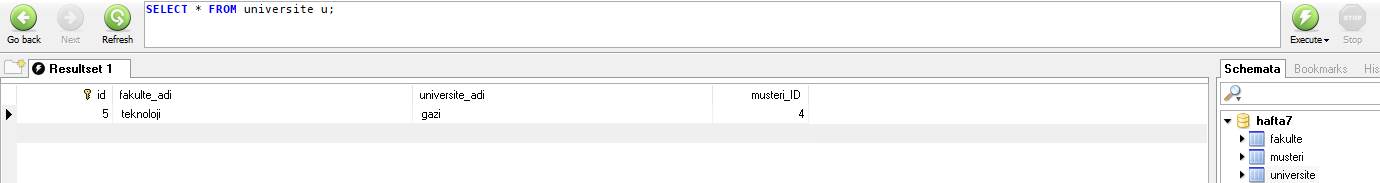 SELECT * FROM universite u;
Go back Next Refresh Execute Stop
Resultset 1
Schemata Bookmarks His
id fakulte_adi universite_adi musteri_ID
5 teknoloji gazi 4
hafta7
fakulte
musteri
universite